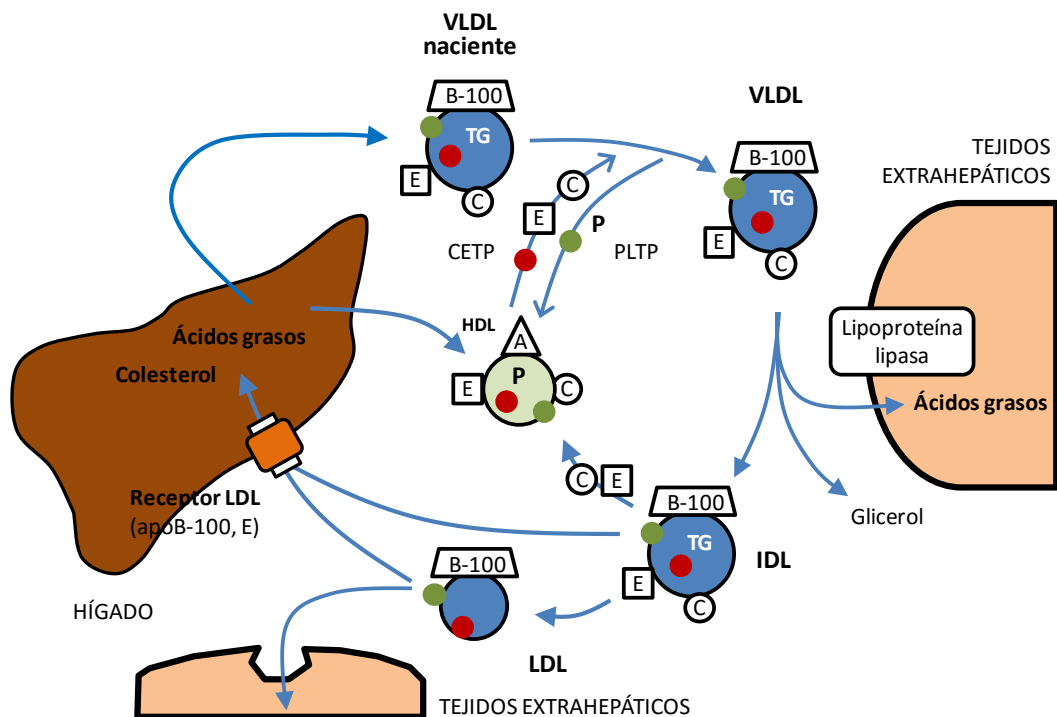 VLDL
naciente
B-100
TG
E
C
VLDL
B-100
TG
E
C
TEJIDOS
EXTRAHEPÁTICOS
C
E
P
CETP
PLTP
Lipoproteína
lipasa
Ácidos grasos
Glicerol
Ácidos grasos
Colesterol
HDL
A
P
E
C
C
E
Receptor LDL
(apoB-100, E)
HÍGADO
B-100
TG
E
C
IDL
B-100
LDL
TEJIDOS EXTRAHEPÁTICOS